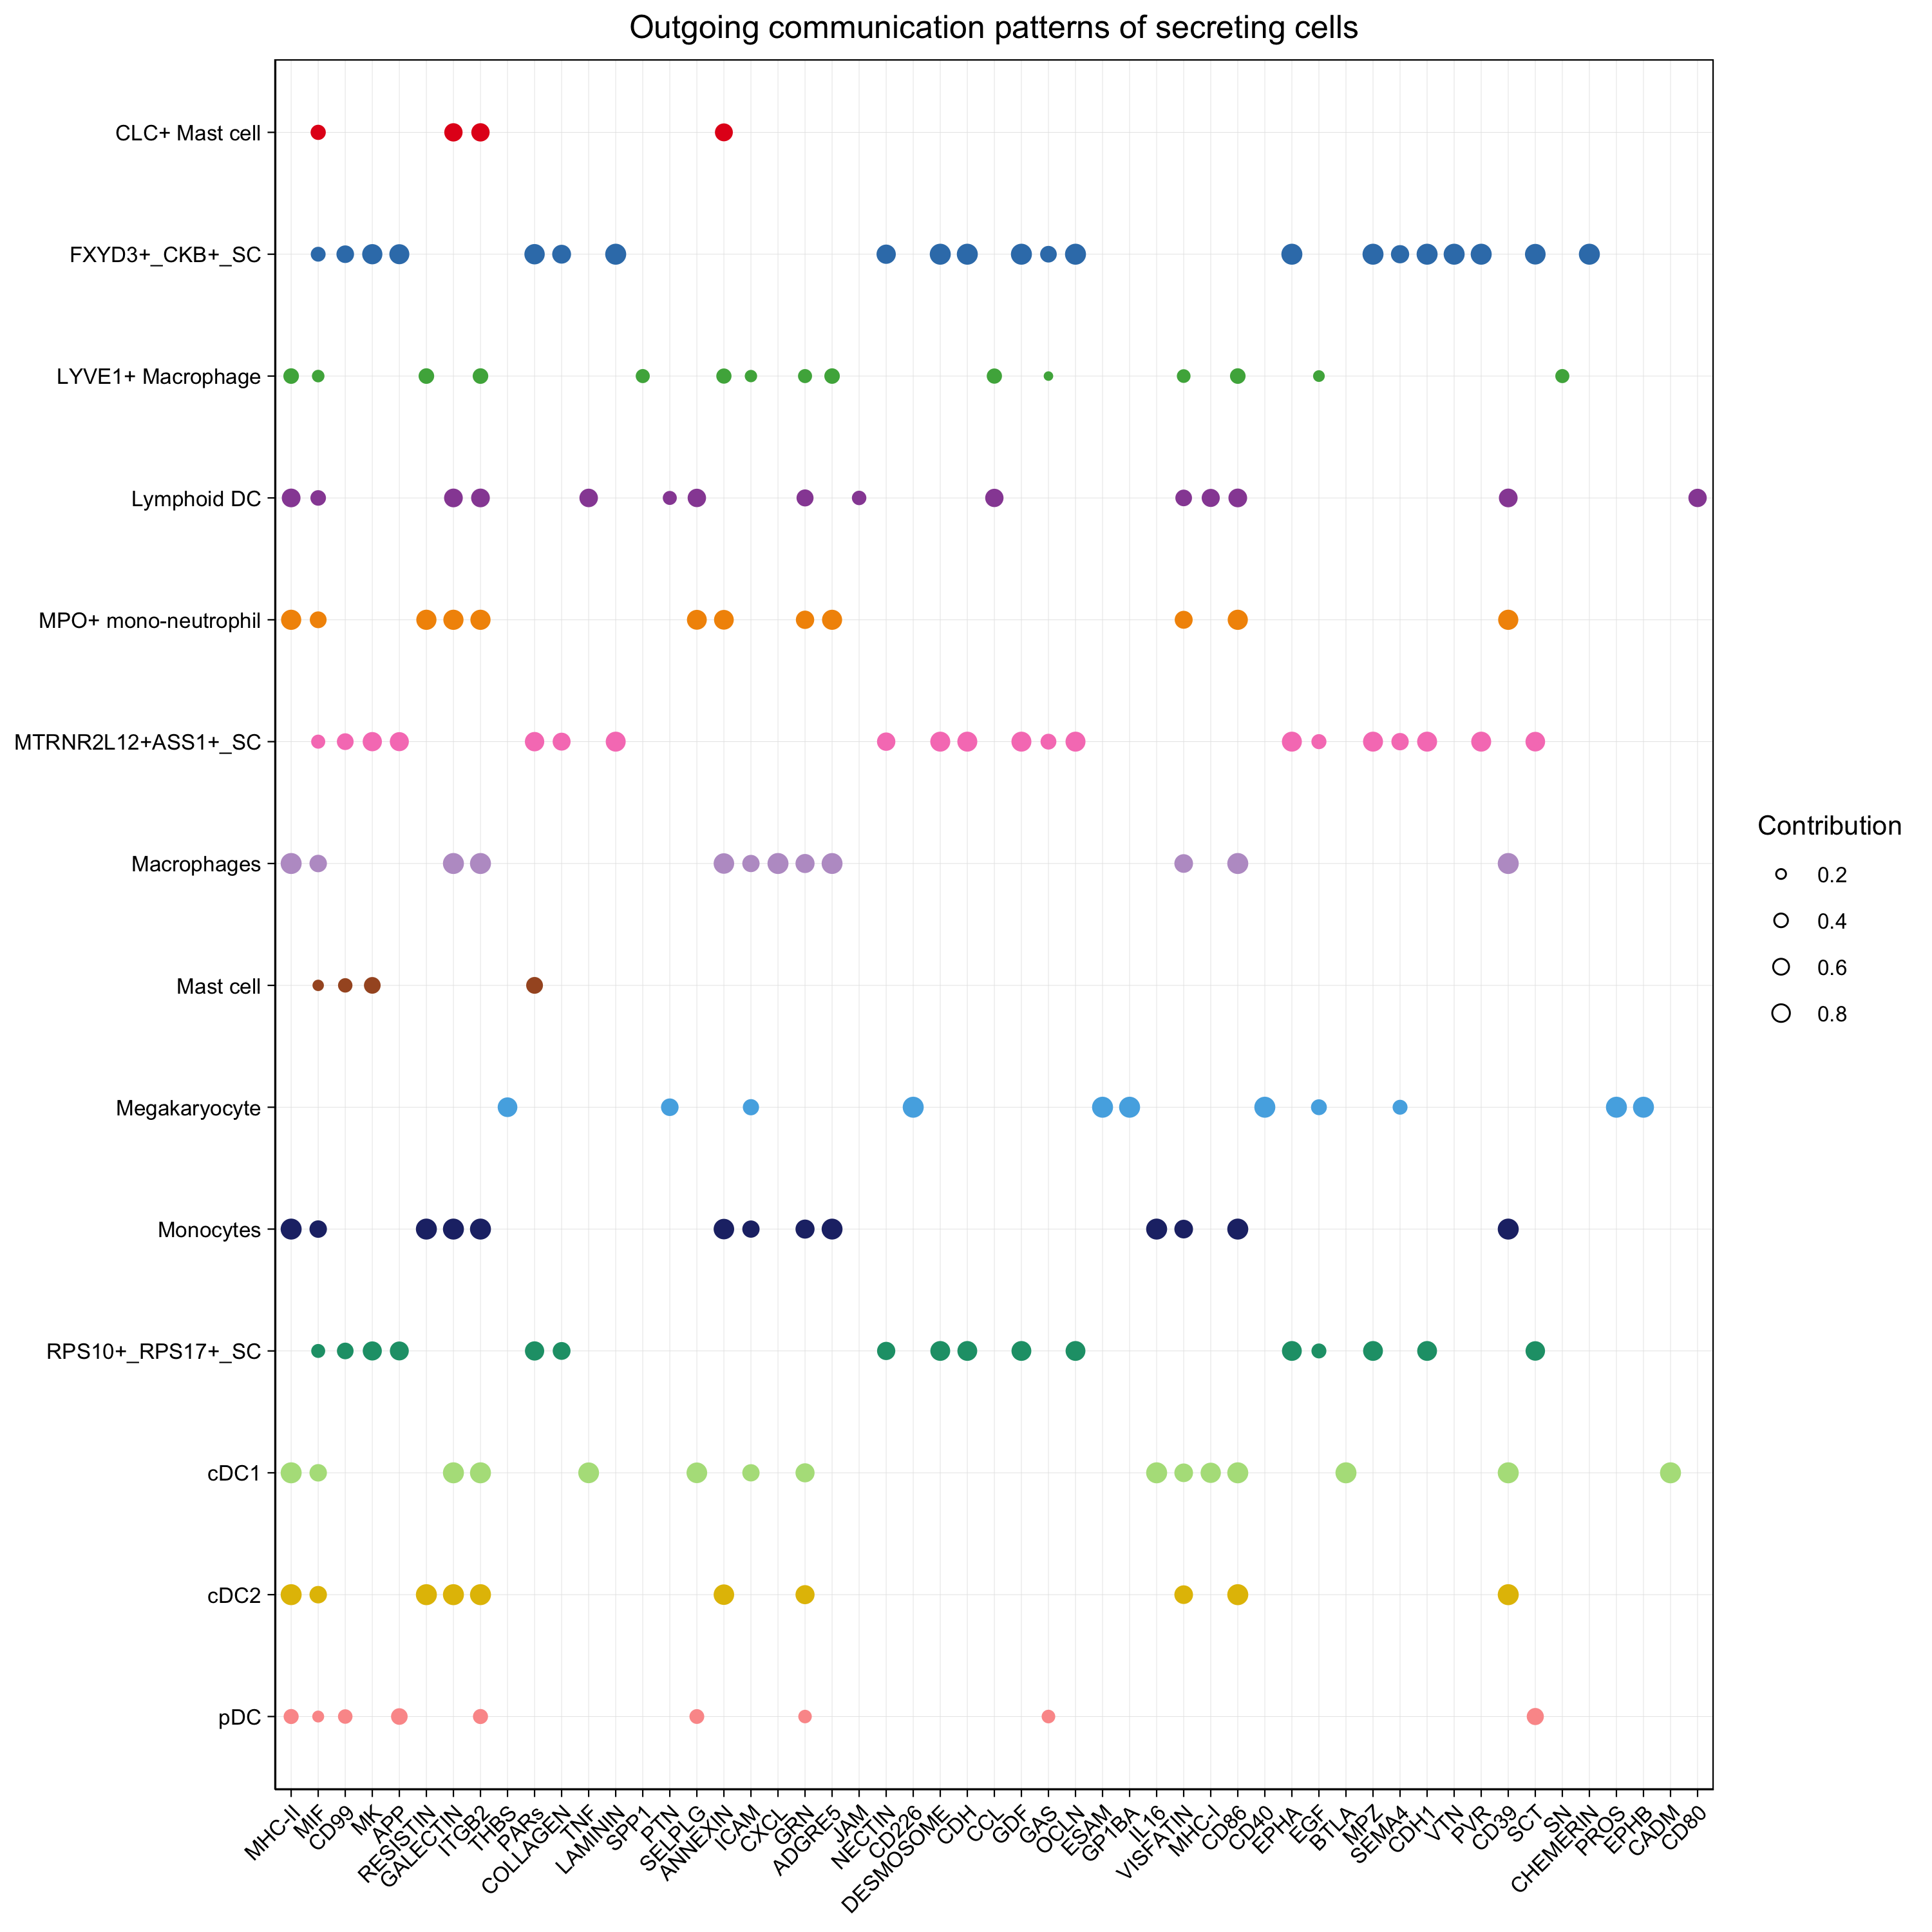 Outgoing communication patterns of secreting cells
CLC+ Mast cell
FXYD3+_CKB+_SC
LYVE1+ Macrophage
Lymphoid DC
MPO+ mono-neutrophil
MTRNR2L12+ASS1+_SC
Macrophages
Mast cell
Megakaryocyte
Monocytes
RPS10+_RPS17+_SC
cDC1
cDC2
pDC
MHC-II
MIF
CD99
MK
APP
RESISTIN
GALECTIN
ITGB2
THBS
PARs
COLLAGEN
TNF
LAMININ
SPP1
PTN
SELPLG
ANNEXIN
ICAM
CXCL
GRN
ADGRE5
JAM
NECTIN
CD226
DESMOSOME
CDH
CCL
GDF
GAS
OCLN
ESAM
GP1BA
IL16
VISFATIN
MHC-I
CD86
CD40
EPHA
EGF
BTLA
MPZ
SEMA4
CDH1
VTN
PVR
CD39
SCT
SN
CHEMERIN
PROS
EPHB
CADM
CD80
Contribution
0.2
0.4
0.6
0.8